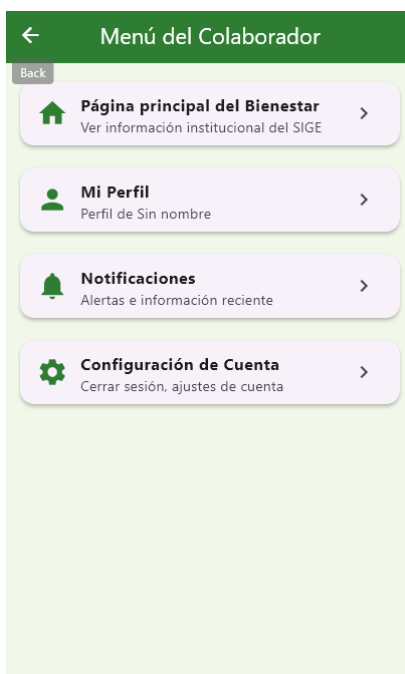 Menú del Colaborador
Back
Página principal del Bienestar
Ver información institucional del SIGE
Mi Perfil
Perfil de Sin nombre
Notificaciones
Alertas e información reciente
Configuración de Cuenta
Cerrar sesión, ajustes de cuenta